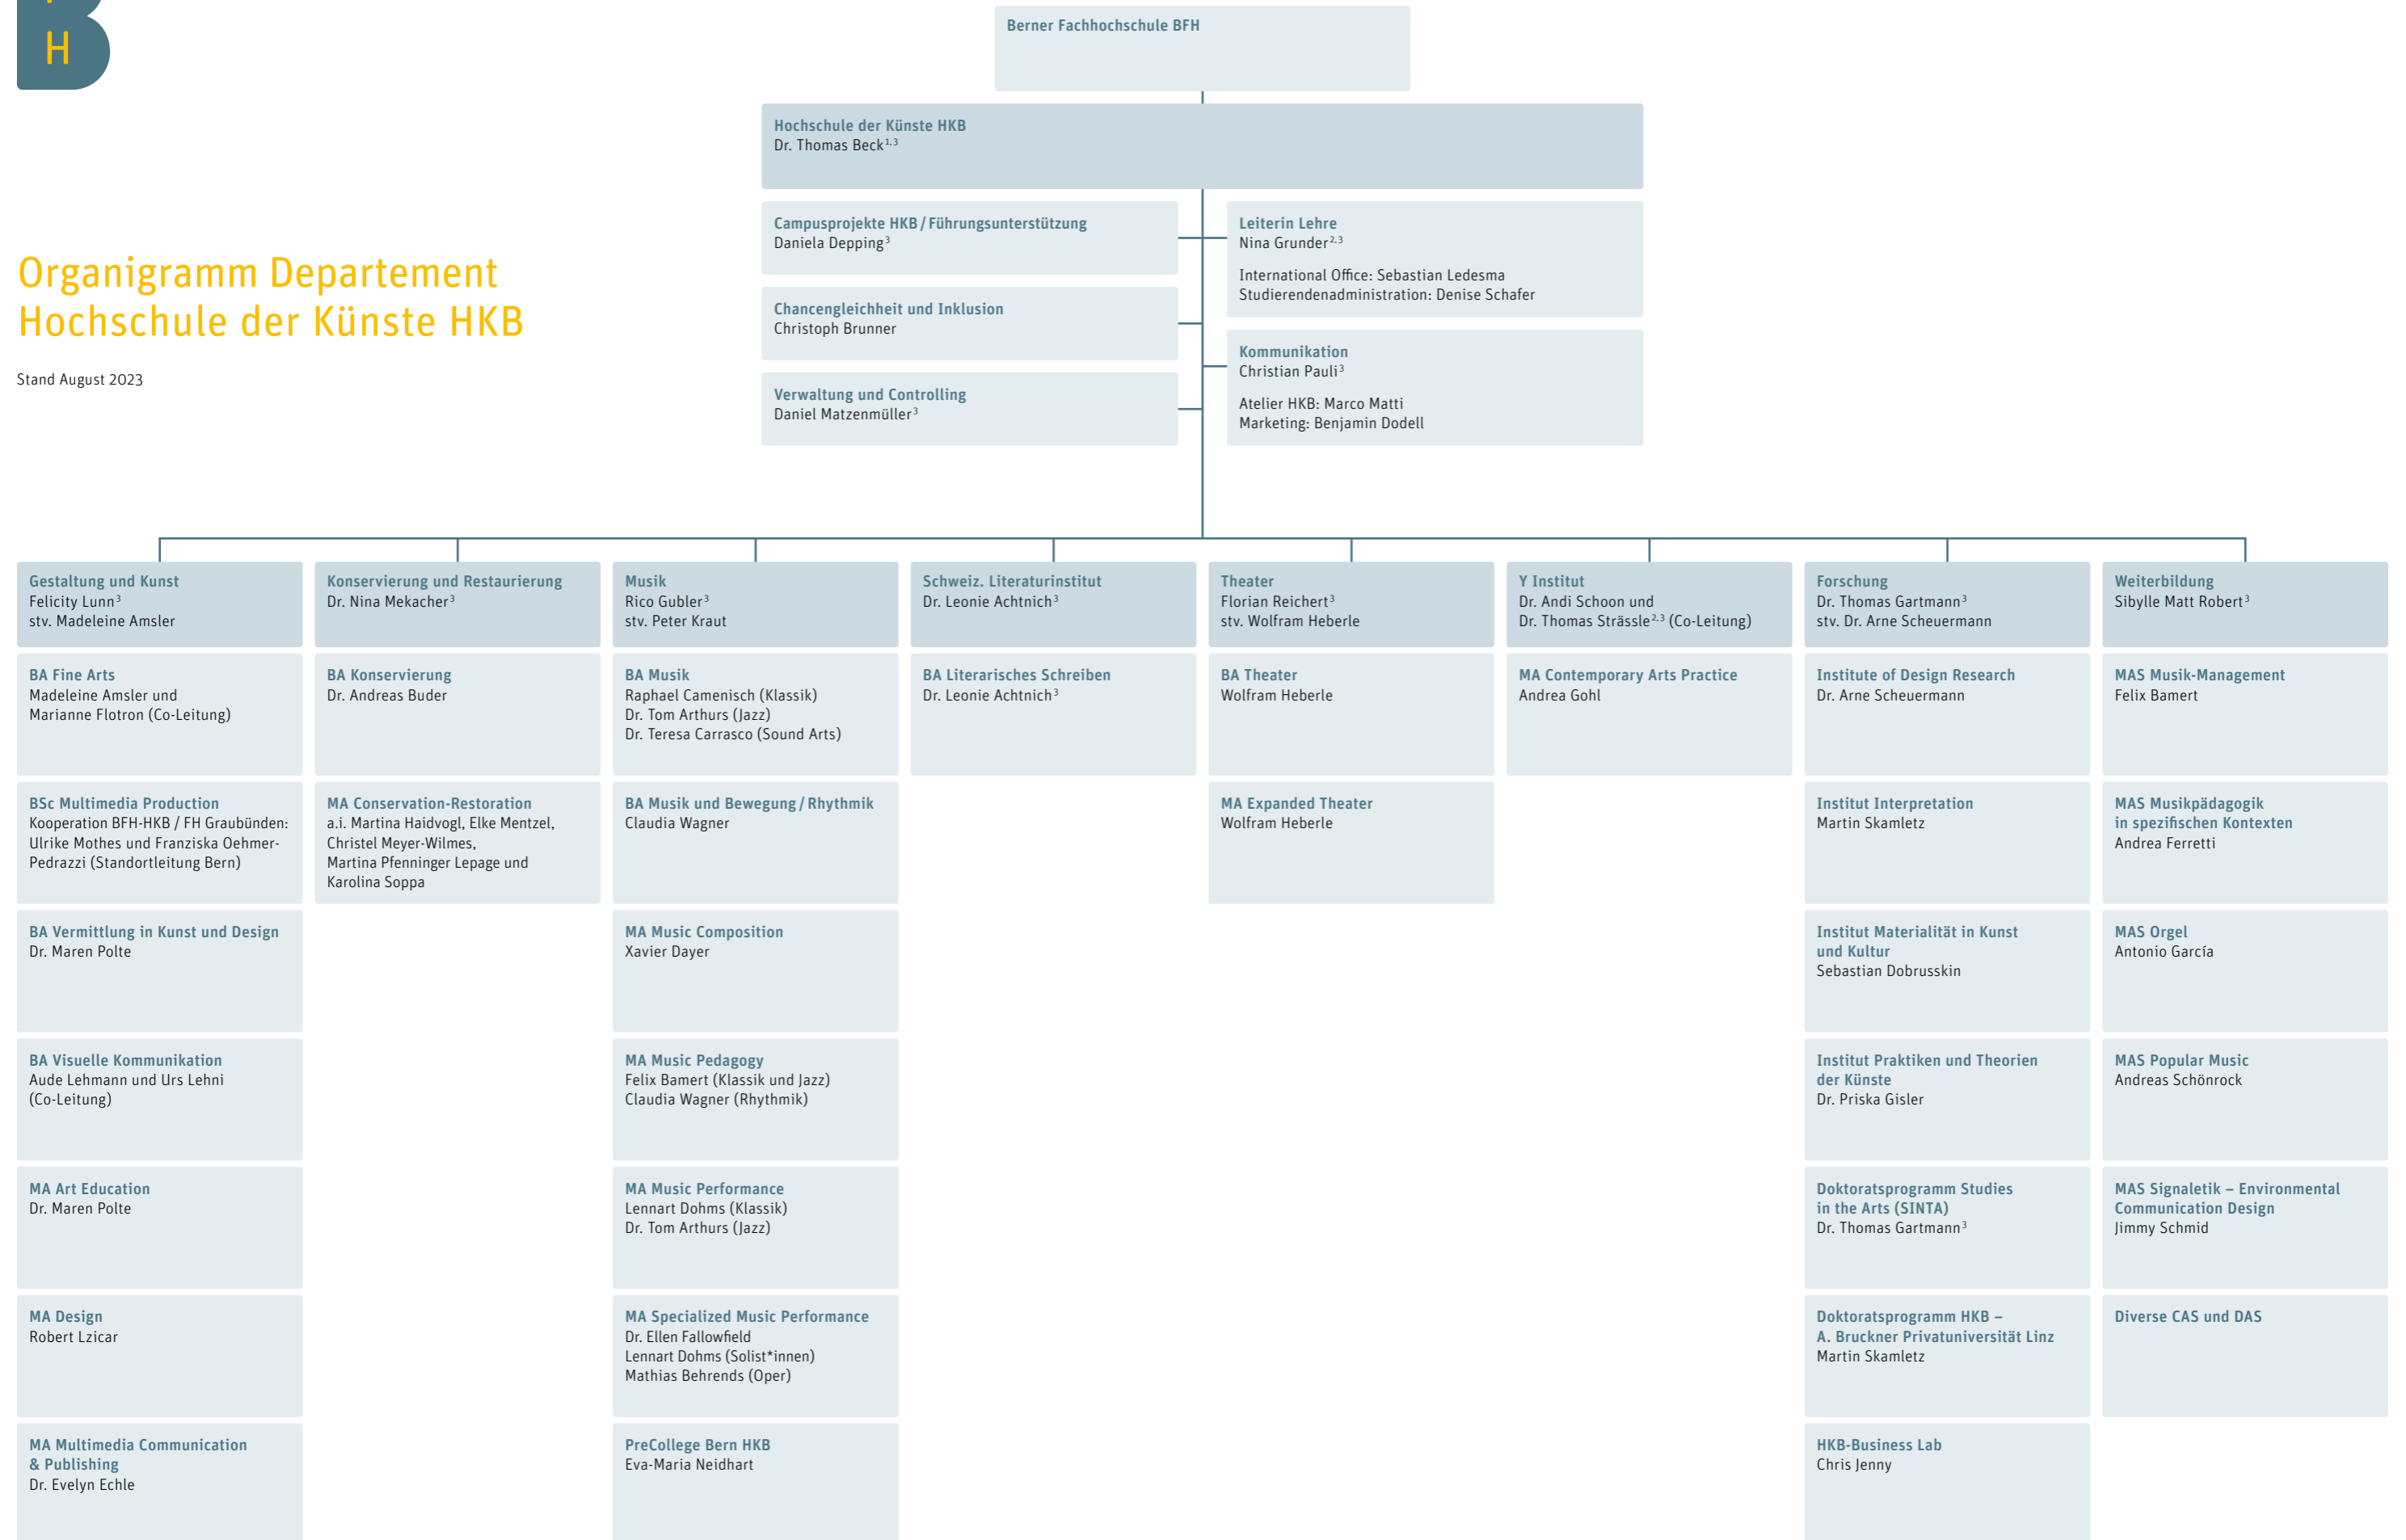 H
Berner Fachhochschule BFH
Hochschule der Künste HKB
Dr. Thomas Beck¹,³
Organigramm Departement
Hochschule der Künste HKB
Stand August 2023
Campusprojekte HKB / Führungsunterstützung
Daniela Depping³
Chancengleichheit und Inklusion
Christoph Brunner
Verwaltung und Controlling
Daniel Matzenmüller³
Leiterin Lehre
Nina Grunder²,³
International Office: Sebastian Ledesma
Studierendenadministration: Denise Schafer
Kommunikation
Christian Pauli³
Atelier HKB: Marco Matti
Marketing: Benjamin Dodell
Gestaltung und Kunst
Felicity Lunn³
stv. Madeleine Amsler
BA Fine Arts
Madeleine Amsler und
Marianne Flotron (Co-Leitung)
BSc Multimedia Production
Kooperation BFH-HKB / FH Graubünden:
Ulrike Mothes und Franziska Oehmer-
Pedrazzi (Standortleitung Bern)
BA Vermittlung in Kunst und Design
Dr. Maren Polte
BA Visuelle Kommunikation
Aude Lehmann und Urs Lehni
(Co-Leitung)
MA Art Education
Dr. Maren Polte
MA Design
Robert Lzicar
MA Multimedia Communication
& Publishing
Dr. Evelyn Echle
Konservierung und Restaurierung
Dr. Nina Mekacher³
BA Konservierung
Dr. Andreas Buder
MA Conservation-Restoration
a.i. Martina Haidvogl, Elke Mentzel,
Christel Meyer-Wilmes,
Martina Pfenninger Lepage und
Karolina Soppa
Musik
Rico Gubler³
stv. Peter Kraut
BA Musik
Raphael Camenisch (Klassik)
Dr. Tom Arthurs (Jazz)
Dr. Teresa Carrasco (Sound Arts)
BA Musik und Bewegung / Rhythmik
Claudia Wagner
MA Music Composition
Xavier Dayer
MA Music Pedagogy
Felix Bamert (Klassik und Jazz)
Claudia Wagner (Rhythmik)
MA Music Performance
Lennart Dohms (Klassik)
Dr. Tom Arthurs (Jazz)
MA Specialized Music Performance
Dr. Ellen Fallowfield
Lennart Dohms (Solist*innen)
Mathias Behrends (Oper)
PreCollege Bern HKB
Eva-Maria Neidhart
Schweiz. Literaturinstitut
Dr. Leonie Achtnich³
BA Literarisches Schreiben
Dr. Leonie Achtnich³
Theater
Florian Reichert³
stv. Wolfram Heberle
BA Theater
Wolfram Heberle
MA Expanded Theater
Wolfram Heberle
Y Institut
Dr. Andi Schoon und
Dr. Thomas Strässle²,³ (Co-Leitung)
MA Contemporary Arts Practice
Andrea Gohl
Forschung
Dr. Thomas Gartmann³
stv. Dr. Arne Scheuermann
Institute of Design Research
Dr. Arne Scheuermann
Institut Interpretation
Martin Skamletz
Institut Materialität in Kunst
und Kultur
Sebastian Dobrusskin
Institut Praktiken und Theorien
der Künste
Dr. Priska Gisler
Doktoratsprogramm Studies
in the Arts (SINTA)
Dr. Thomas Gartmann³
Doktoratsprogramm HKB –
A. Bruckner Privatuniversität Linz
Martin Skamletz
HKB-Business Lab
Chris Jenny
Weiterbildung
Sibylle Matt Robert³
MAS Musik-Management
Felix Bamert
MAS Musikpädagogik
in spezifischen Kontexten
Andrea Ferretti
MAS Orgel
Antonio García
MAS Popular Music
Andreas Schönrock
MAS Signaletik – Environmental
Communication Design
Jimmy Schmid
Diverse CAS und DAS